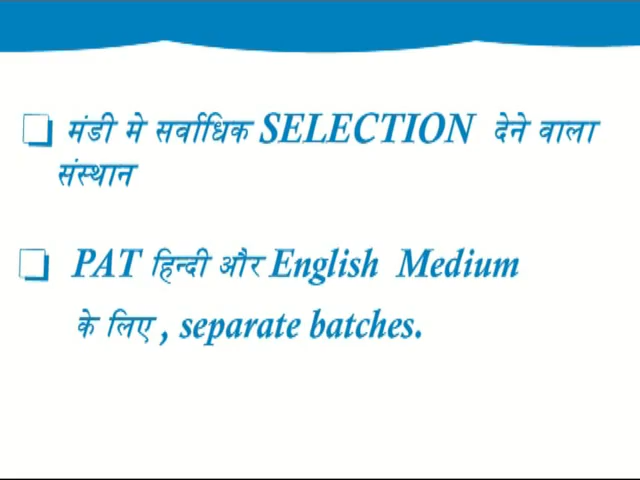 मंडी मे सर्वाधिक SELECTION देने वाला
संस्थान
PAT हिन्दी और English Medium
के लिए , separate batches.